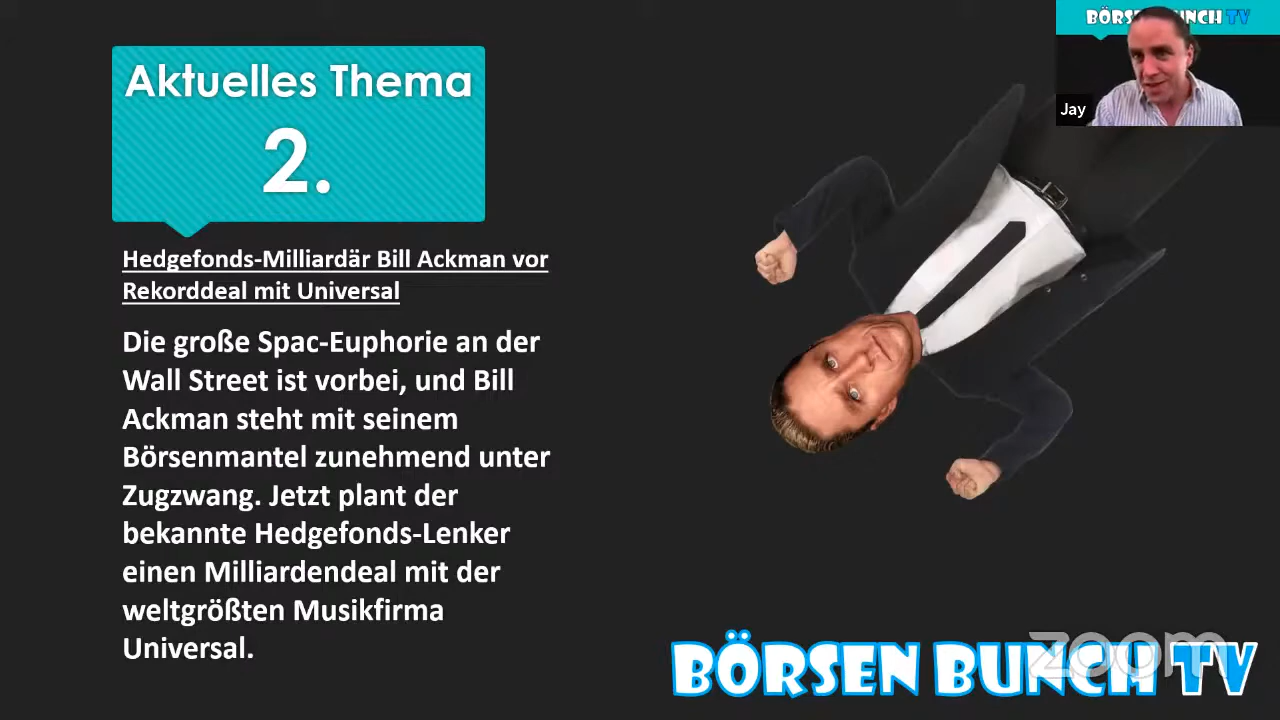 Aktuelles Thema
2.
Hedgefonds-Milliardär Bill Ackman vor
Rekorddeal mit Universal
Die große Spac-Euphorie an der
Wall Street ist vorbei, und Bill
Ackman steht mit seinem
Börsenmantel zunehmend unter
Zugzwang. Jetzt plant der
bekannte Hedgefonds-Lenker
einen Milliardendeal mit der
weltgrößten Musikfirma
Universal.
Jay
BÖRSEN BUNCH TV
zoom